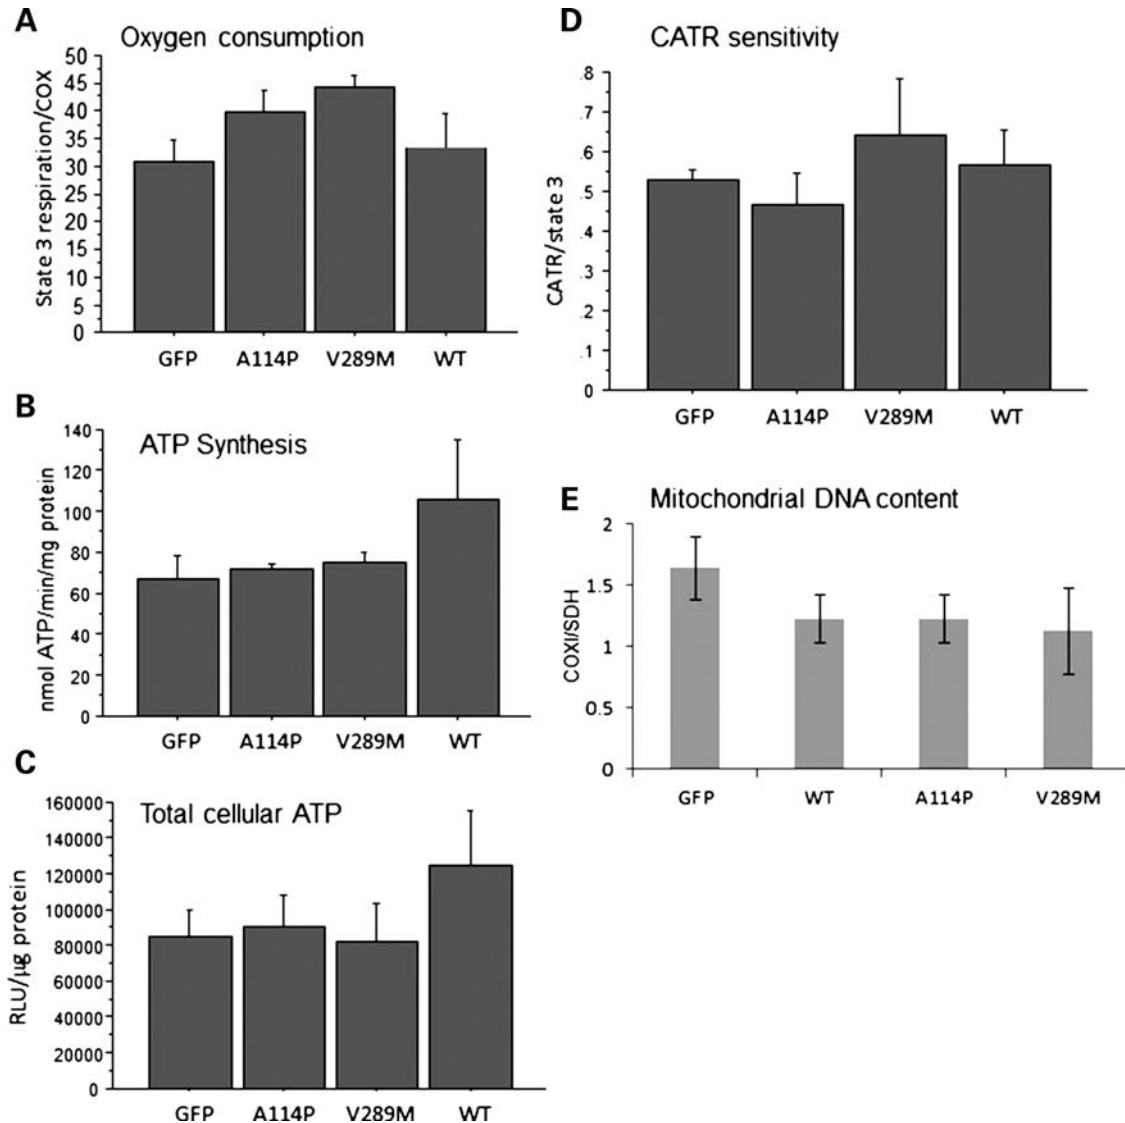 A
Oxygen consumption
State 3 respiration/COX
50
45
40
35
30
25
20
15
10
5
0
GFP A114P V289M WT
B
ATP Synthesis
nmol ATP/min/mg protein
140
120
100
80
60
40
20
0
GFP A114P V289M WT
C
Total cellular ATP
RLU/µg protein
160000
140000
120000
100000
80000
60000
40000
20000
0
GFP A114P V289M WT
D
CATR sensitivity
CATR/state 3
.8
.7
.6
.5
.4
.3
.2
.1
0
GFP A114P V289M WT
E
Mitochondrial DNA content
COXI/SDH
2
1.5
1
0.5
0
GFP WT A114P V289M